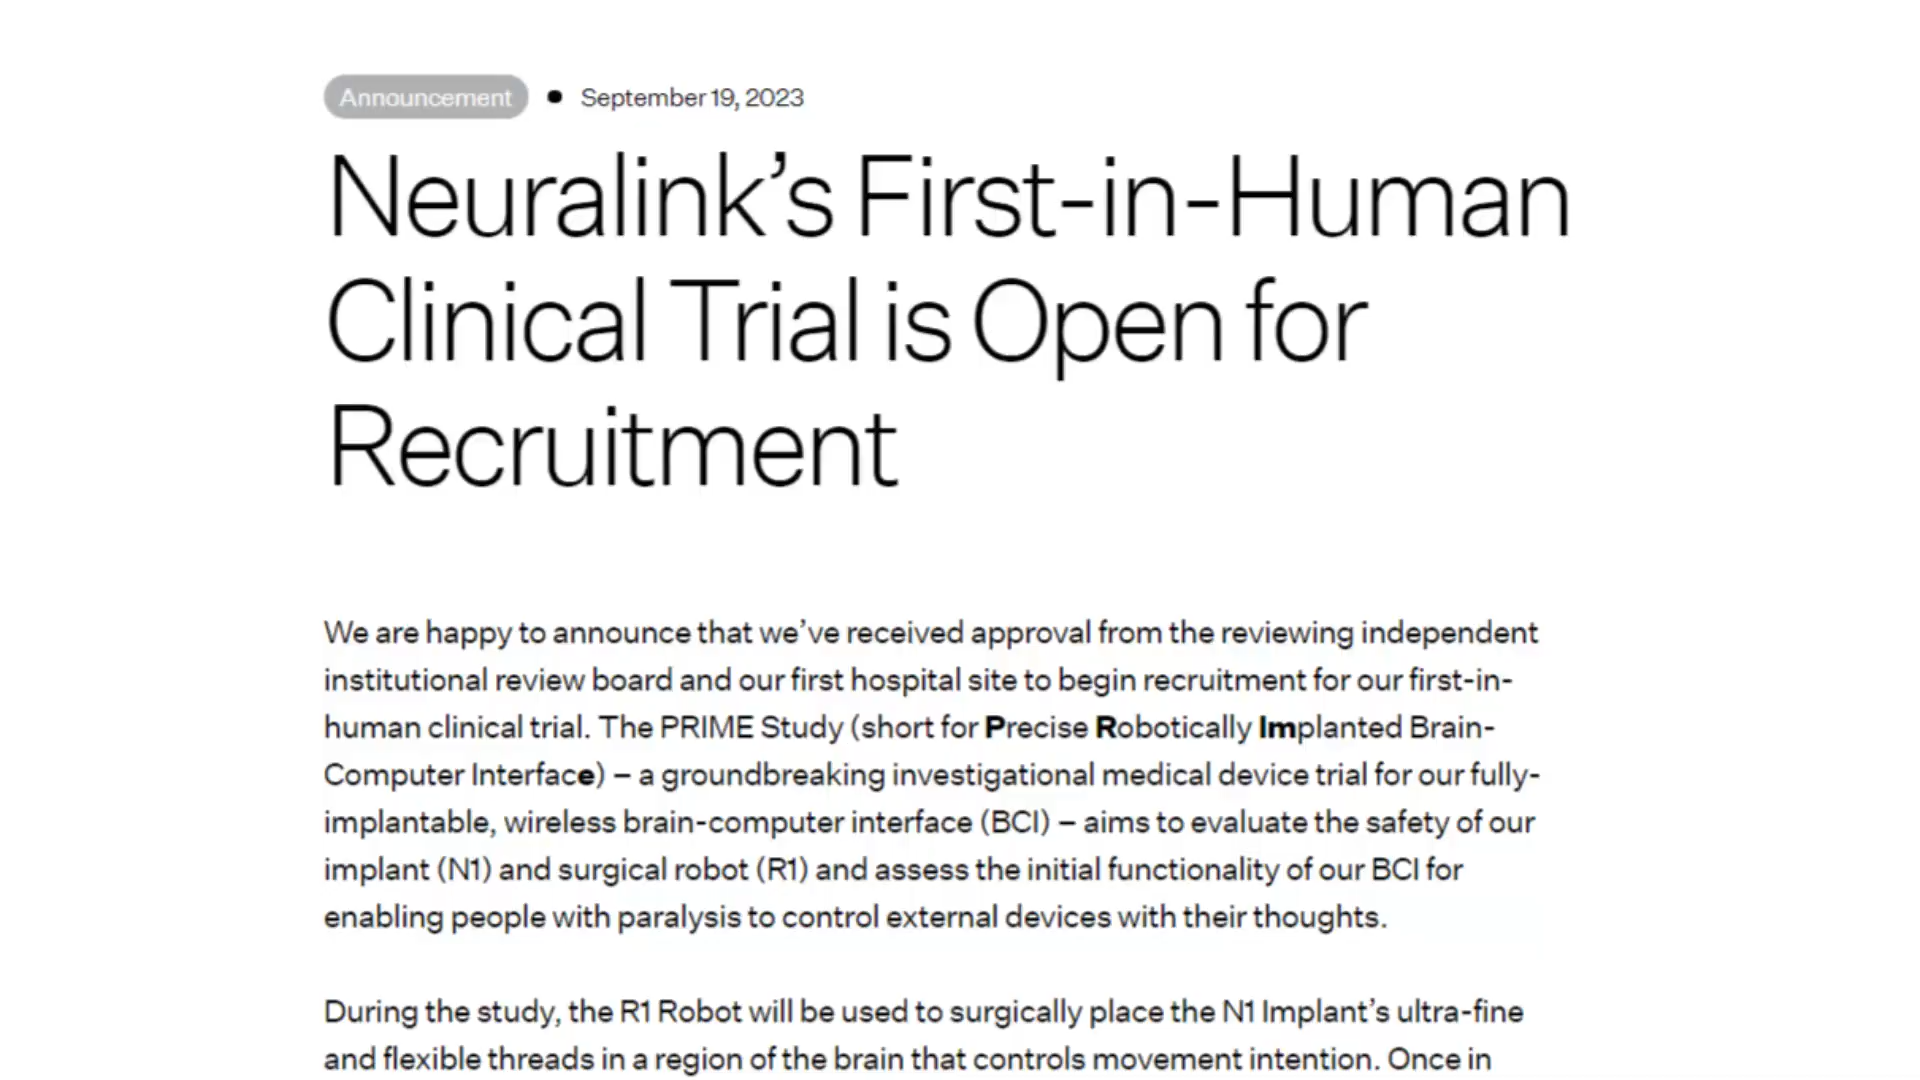 Announcement • September 19, 2023
Neuralink’s First-in-Human
Clinical Trial is Open for
Recruitment
We are happy to announce that we’ve received approval from the reviewing independent
institutional review board and our first hospital site to begin recruitment for our first-in-
human clinical trial. The PRIME Study (short for Precise Robotically Implanted Brain-
Computer Interface) – a groundbreaking investigational medical device trial for our fully-
implantable, wireless brain-computer interface (BCI) – aims to evaluate the safety of our
implant (N1) and surgical robot (R1) and assess the initial functionality of our BCI for
enabling people with paralysis to control external devices with their thoughts.
During the study, the R1 Robot will be used to surgically place the N1 Implant’s ultra-fine
and flexible threads in a region of the brain that controls movement intention. Once in